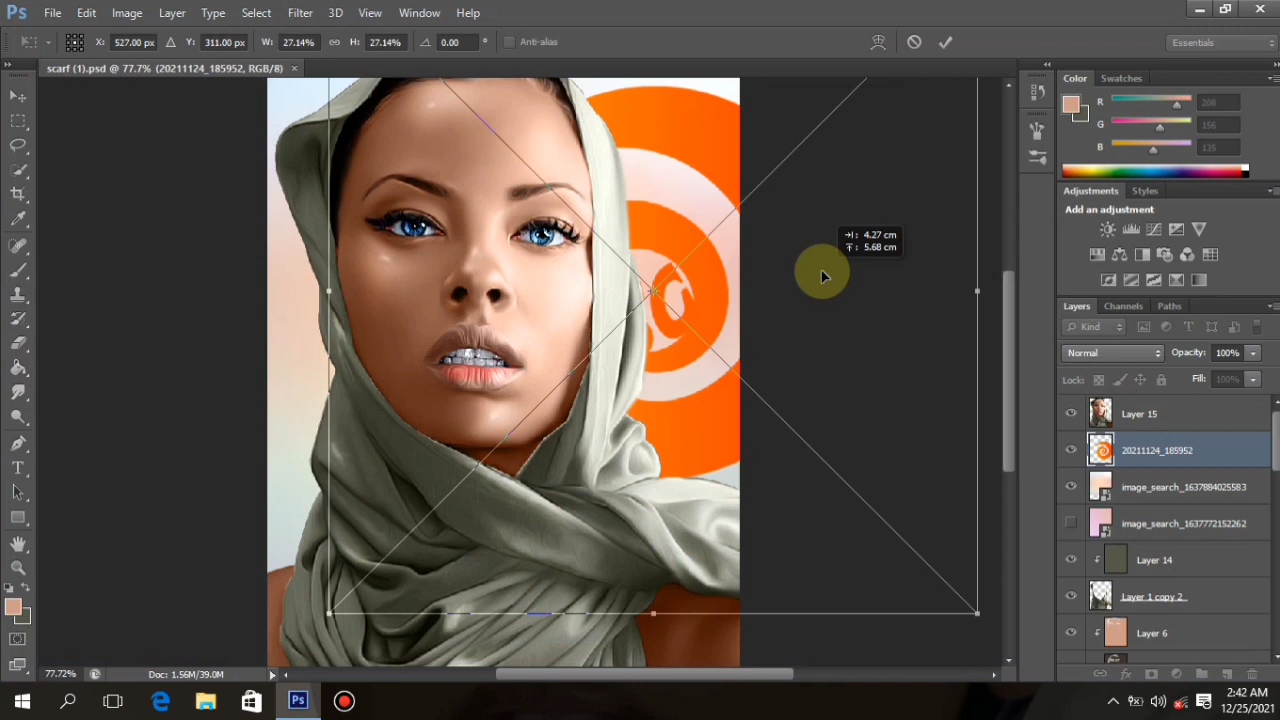 Ps File Edit Image Layer Type Select Filter 3D View Window Help
X: 527.00 px Y: 311.00 px W: 27.14% H: 27.14% 0.00 ° Anti-alias Essentials
scarf (1).psd @ 77.7% (20211124_185952, RGB/8) ×
Color Swatches
R 208
G 156
B 135
Adjustments Styles
Add an adjustment
→I: 4.27 cm
5.68 cm
Layers Channels Paths
Kind
Normal Opacity: 100%
Lock: Fill: 100%
Layer 15
20211124_185952
image_search_1637884025583
image_search_1637772152262
Layer 14
Layer 1 copy 2
Layer 6
77.72% Doc: 1.56M/39.0M
Ps 2:42 AM
12/25/2021